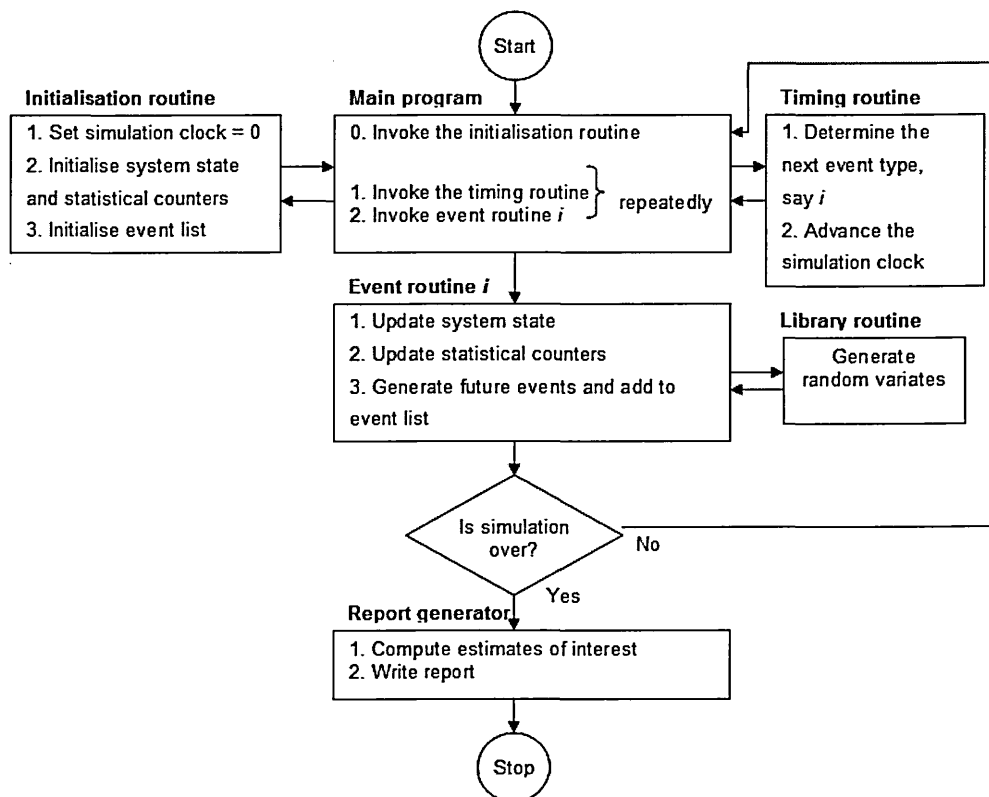 Start
Initialisation routine
1. Set simulation clock = 0
2. Initialise system state
and statistical counters
3. Initialise event list
Main program
0. Invoke the initialisation routine
1. Invoke the timing routine
2. Invoke event routine i
repeatedly
Timing routine
1. Determine the
next event type,
say i
2. Advance the
simulation clock
Event routine i
1. Update system state
2. Update statistical counters
3. Generate future events and add to
event list
Library routine
Generate
random variates
Is simulation
over?
No
Yes
Report generator
1. Compute estimates of interest
2. Write report
Stop